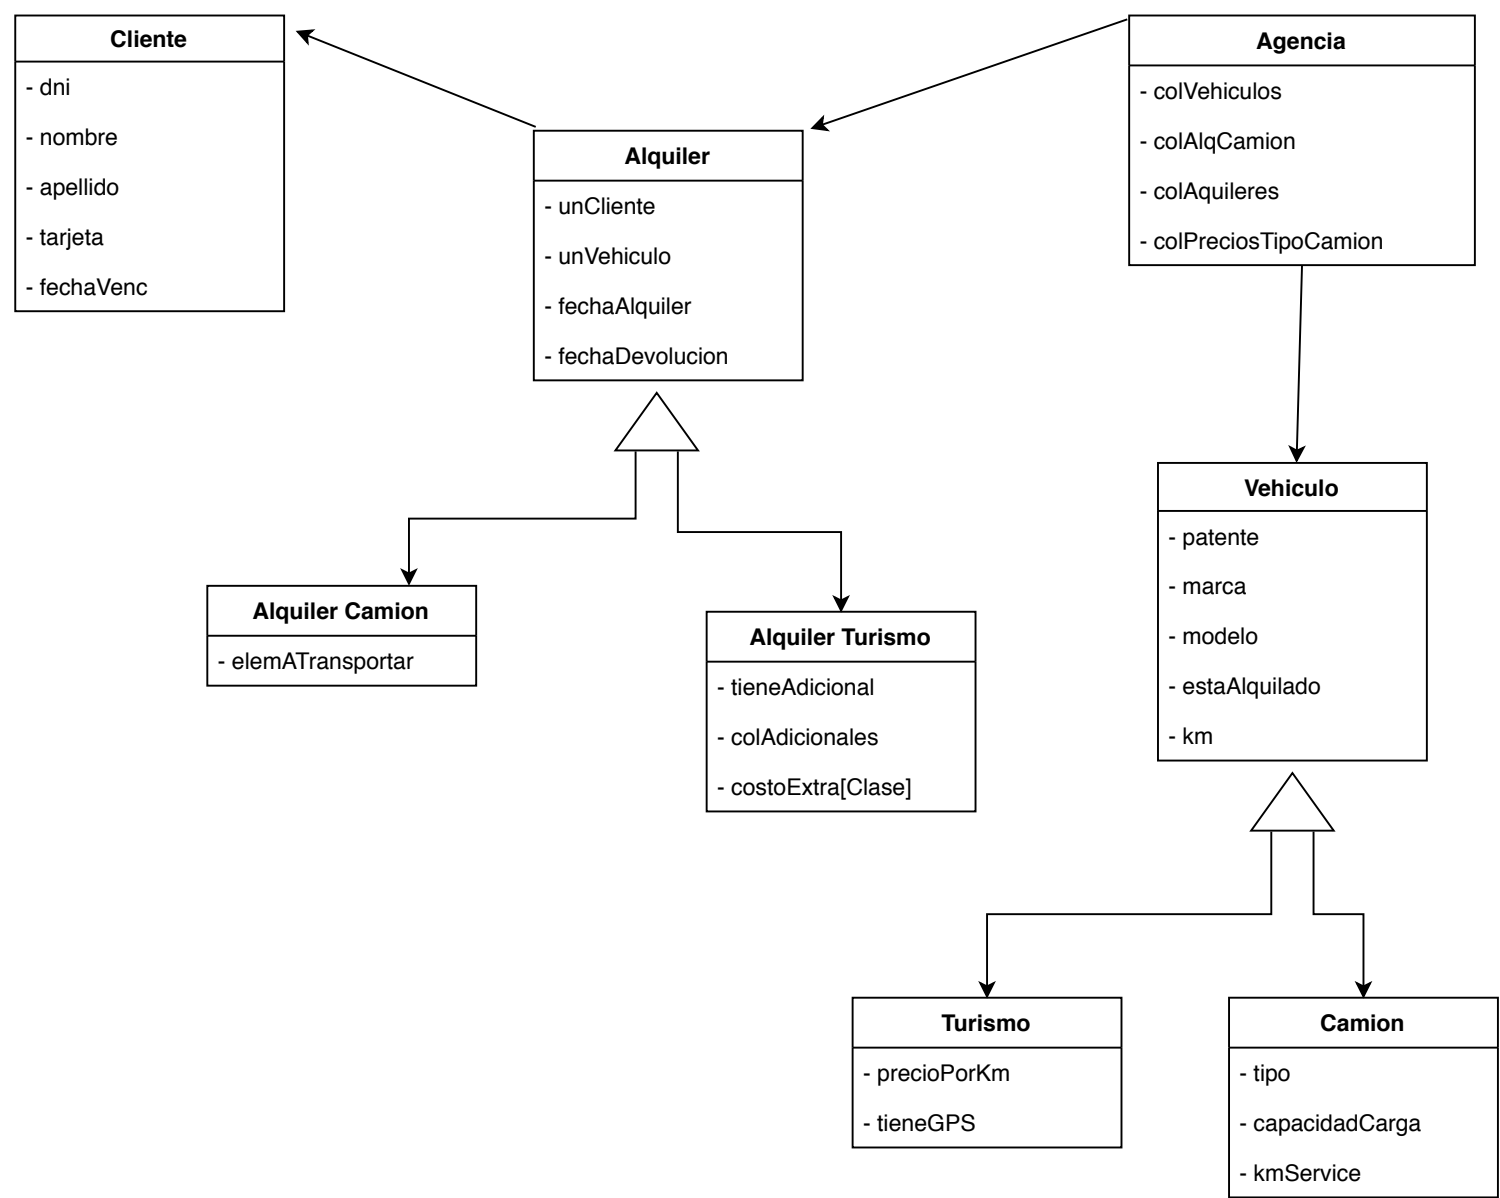 Cliente
- dni
- nombre
- apellido
- tarjeta
- fechaVenc
Alquiler
- unCliente
- unVehiculo
- fechaAlquiler
- fechaDevolucion
Agencia
- colVehiculos
- colAlqCamion
- colAquileres
- colPreciosTipoCamion
Alquiler Camion
- elemATransportar
Alquiler Turismo
- tieneAdicional
- colAdicionales
- costoExtra[Clase]
Vehiculo
- patente
- marca
- modelo
- estaAlquilado
- km
Turismo
- precioPorKm
- tieneGPS
Camion
- tipo
- capacidadCarga
- kmService